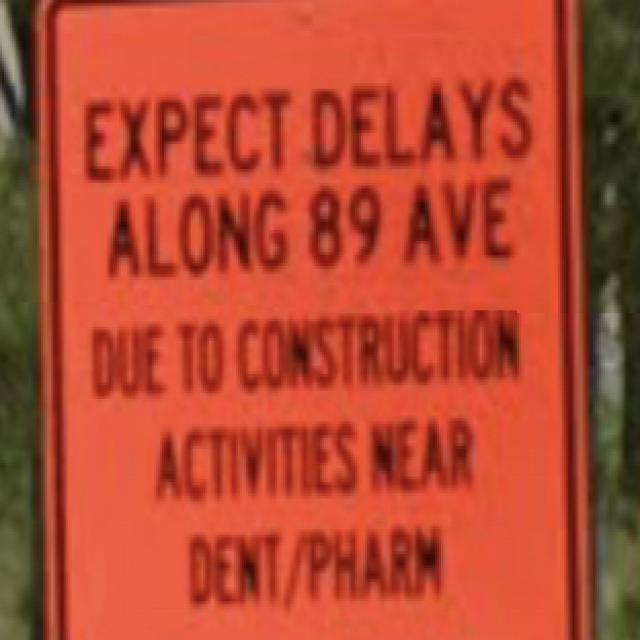 EXPECT DELAYS
ALONG 89 AVE
DUE TO CONSTRUCTION
ACTIVITIES NEAR
DENT/PHARM